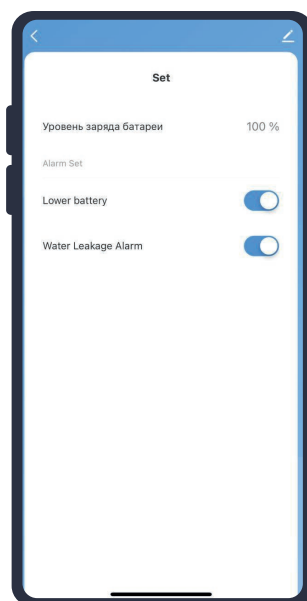 Set
Уровень заряда батареи 100 %
Alarm Set
Lower battery
Water Leakage Alarm